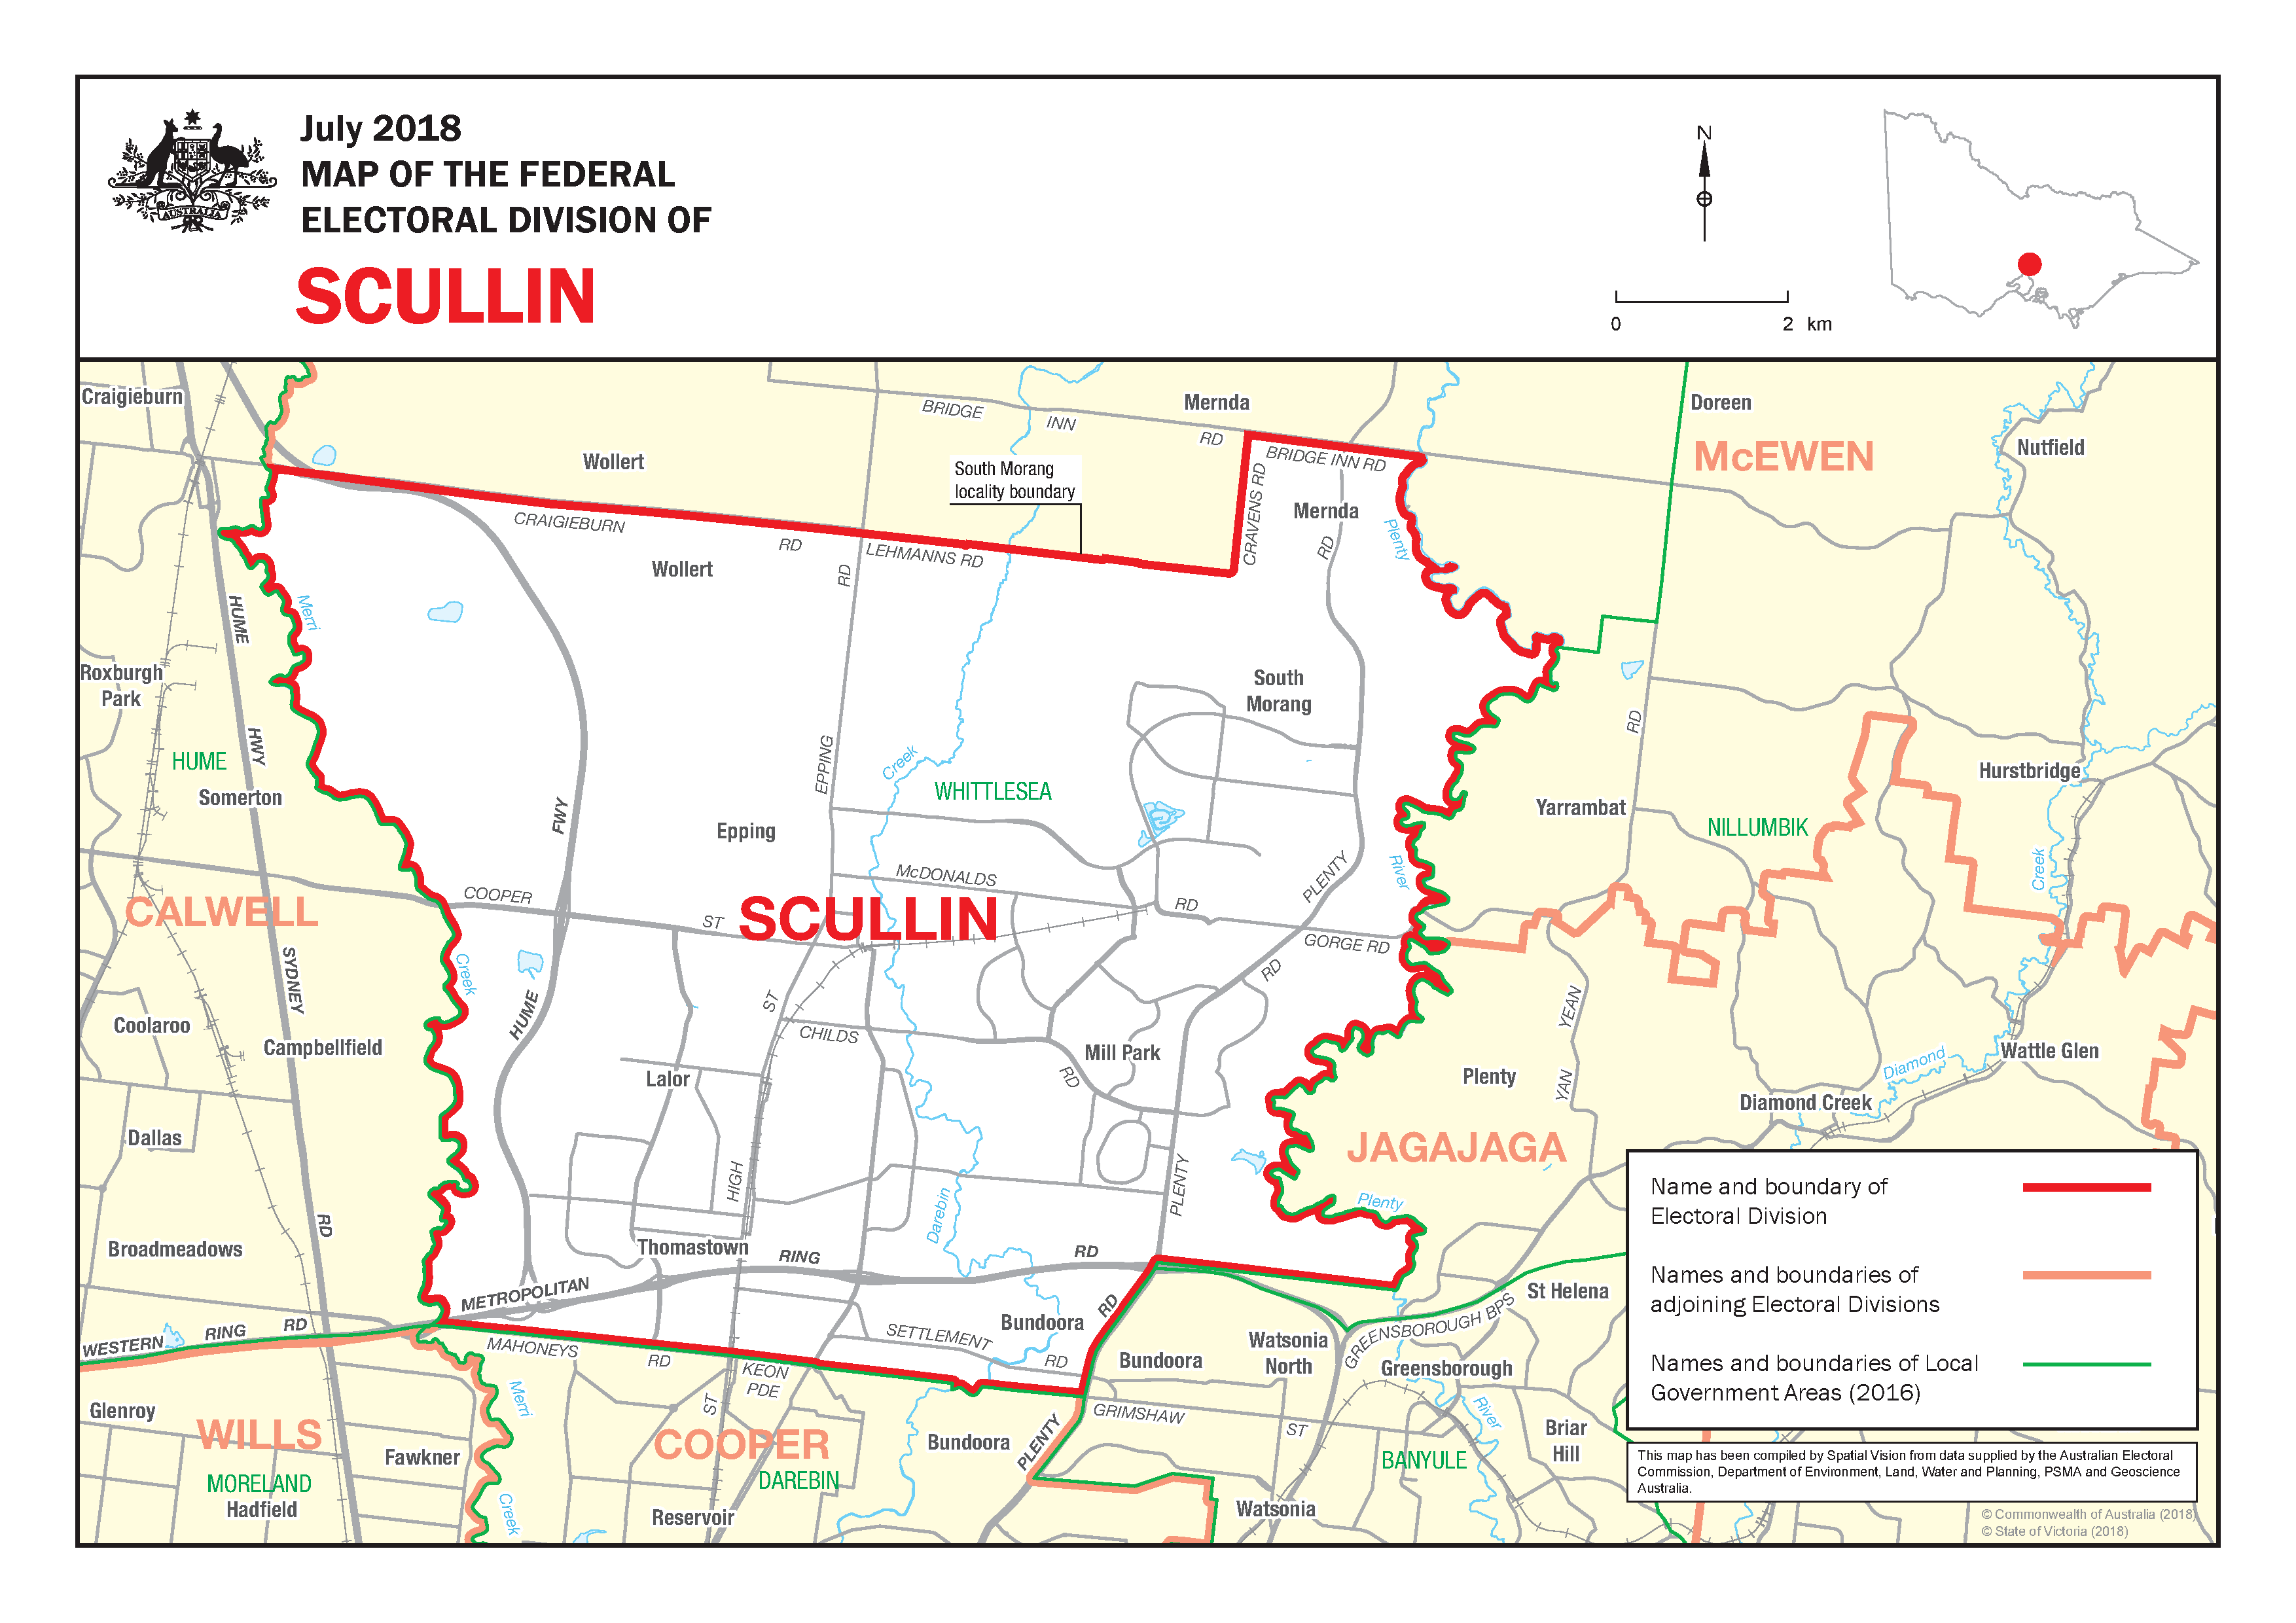 July 2018
MAP OF THE FEDERAL
ELECTORAL DIVISION OF
SCULLIN
AUSTRALIA
N
0 2 km
Craigieburn
Mernda
Doreen
BRIDGE
INN
RD
McEWEN
Nutfield
Wollert
South Morang
locality boundary
BRIDGE INN RD
CRAVENS RD
Mernda
Plenty
CRAIGIEBURN
RD
LEHMANNS RD
RD
Wollert
RD
HUME
Merri
Roxburgh
Park
South
Morang
RD
HWY
HUME
Somerton
EPPING
Creek
WHITTLESEA
Hurstbridge
Yarrambat
NILLUMBIK
FWY
Epping
McDONALDS
PLENTY
River
Creek
CALWELL
COOPER
ST
SCULLIN
RD
GORGE RD
SYDNEY
Creek
RD
HUME
ST
YEAN
Coolaroo
Campbellfield
CHILDS
Mill Park
RD
Wattle Glen
Diamond
Lalor
Plenty
YAN
Diamond Creek
Dallas
JAGAJAGA
HIGH
PLENTY
Darebin
Plenty
RD
Broadmeadows
Thomastown
RING
RD
METROPOLITAN
St Helena
RD
Bundoora
GREENSBOROUGH BPS
WESTERN
RING
RD
MAHONEYS
RD
SETTLEMENT
RD
Bundoora
Watsonia
North
Greensborough
KEON
PDE
Merri
ST
Glenroy
GRIMSHAW
ST
River
WILLS
Fawkner
COOPER
Bundoora
PLENTY
Briar
Hill
MORELAND
DAREBIN
BANYULE
Hadfield
Creek
Reservoir
Watsonia
Name and boundary of
Electoral Division
Names and boundaries of
adjoining Electoral Divisions
Names and boundaries of Local
Government Areas (2016)
This map has been compiled by Spatial Vision from data supplied by the Australian Electoral
Commission, Department of Environment, Land, Water and Planning, PSMA and Geoscience
Australia.
© Commonwealth of Australia (2018)
© State of Victoria (2018)